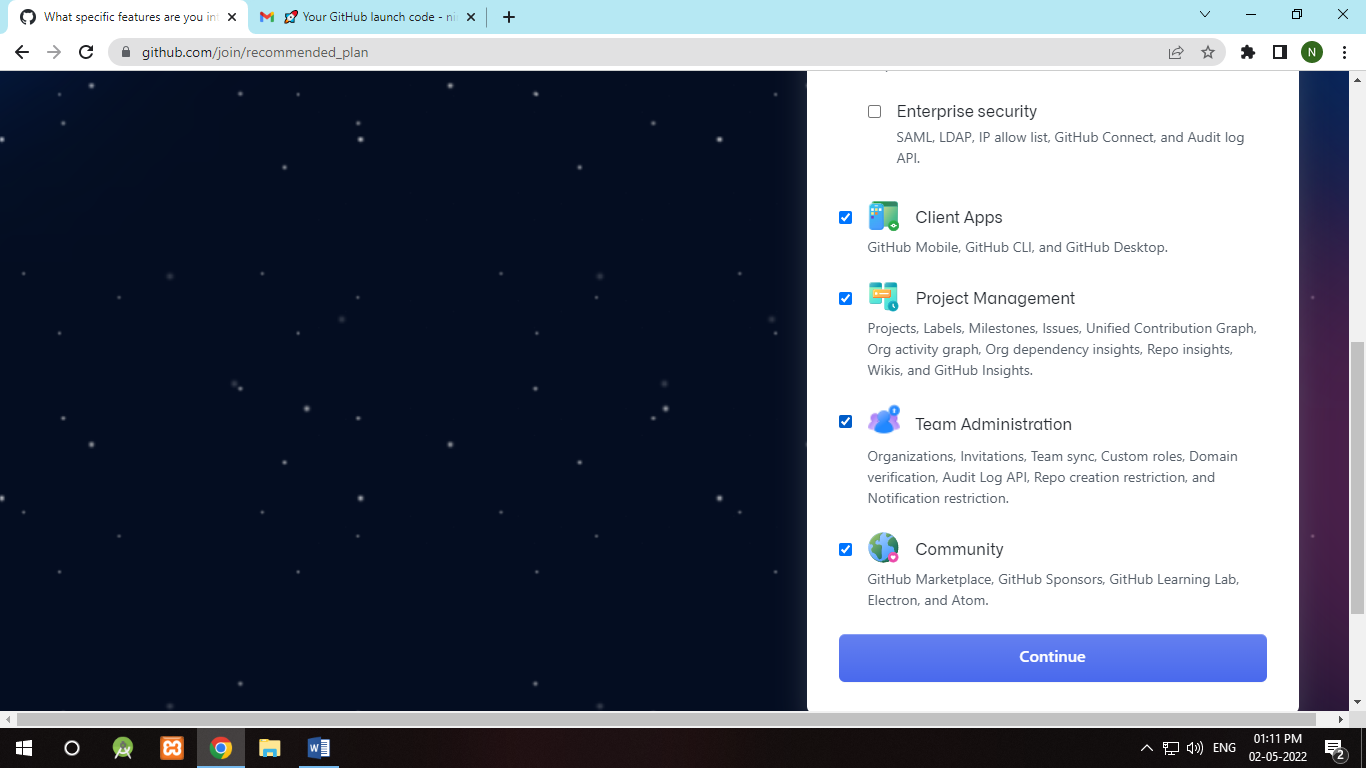 What specific features are you in
Your GitHub launch code - ni
github.com/join/recommended_plan
N
Enterprise security
SAML, LDAP, IP allow list, GitHub Connect, and Audit log
API.
Client Apps
GitHub Mobile, GitHub CLI, and GitHub Desktop.
Project Management
Projects, Labels, Milestones, Issues, Unified Contribution Graph,
Org activity graph, Org dependency insights, Repo insights,
Wikis, and GitHub Insights.
Team Administration
Organizations, Invitations, Team sync, Custom roles, Domain
verification, Audit Log API, Repo creation restriction, and
Notification restriction.
Community
GitHub Marketplace, GitHub Sponsors, GitHub Learning Lab,
Electron, and Atom.
Continue
ENG
01:11 PM
02-05-2022
2